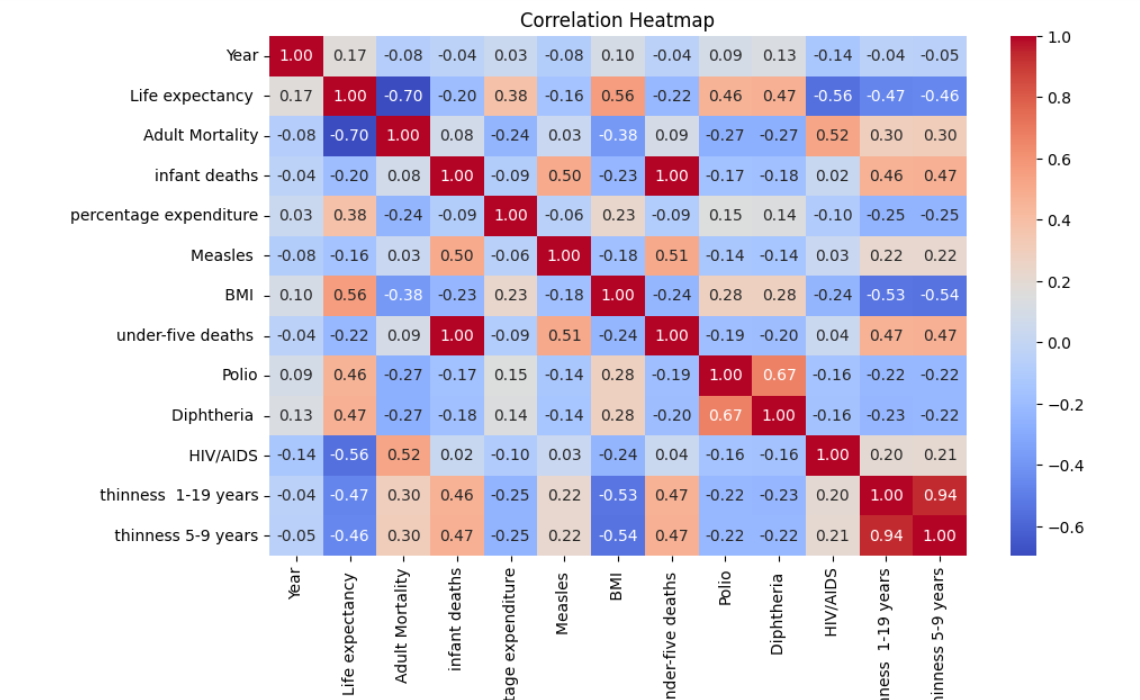 Correlation Heatmap
Year 1.00 0.17 -0.08 -0.04 0.03 -0.08 0.10 -0.04 0.09 0.13 -0.14 -0.04 -0.05
Life expectancy 0.17 1.00 -0.70 -0.20 0.38 -0.16 0.56 -0.22 0.46 0.47 -0.56 -0.47 -0.46
Adult Mortality -0.08 -0.70 1.00 0.08 -0.24 0.03 -0.38 0.09 -0.27 -0.27 0.52 0.30 0.30
infant deaths -0.04 -0.20 0.08 1.00 -0.09 0.50 -0.23 1.00 -0.17 -0.18 0.02 0.46 0.47
percentage expenditure 0.03 0.38 -0.24 -0.09 1.00 -0.06 0.23 -0.09 0.15 0.14 -0.10 -0.25 -0.25
Measles -0.08 -0.16 0.03 0.50 -0.06 1.00 -0.18 0.51 -0.14 -0.14 0.03 0.22 0.22
BMI 0.10 0.56 -0.38 -0.23 0.23 -0.18 1.00 -0.24 0.28 0.28 -0.24 -0.53 -0.54
under-five deaths -0.04 -0.22 0.09 1.00 -0.09 0.51 -0.24 1.00 -0.19 -0.20 0.04 0.47 0.47
Polio 0.09 0.46 -0.27 -0.17 0.15 -0.14 0.28 -0.19 1.00 0.67 -0.16 -0.22 -0.22
Diphtheria 0.13 0.47 -0.27 -0.18 0.14 -0.14 0.28 -0.20 0.67 1.00 -0.16 -0.23 -0.22
HIV/AIDS -0.14 -0.56 0.52 0.02 -0.10 0.03 -0.24 0.04 -0.16 -0.16 1.00 0.20 0.21
thinness  1-19 years -0.04 -0.47 0.30 0.46 -0.25 0.22 -0.53 0.47 -0.22 -0.23 0.20 1.00 0.94
thinness 5-9 years -0.05 -0.46 0.30 0.47 -0.25 0.22 -0.54 0.47 -0.22 -0.22 0.21 0.94 1.00
Year
Life expectancy
Adult Mortality
infant deaths
tage expenditure
Measles
BMI
nder-five deaths
Polio
Diphtheria
HIV/AIDS
nness  1-19 years
hinness 5-9 years
1.0
0.8
0.6
0.4
0.2
0.0
−0.2
−0.4
−0.6